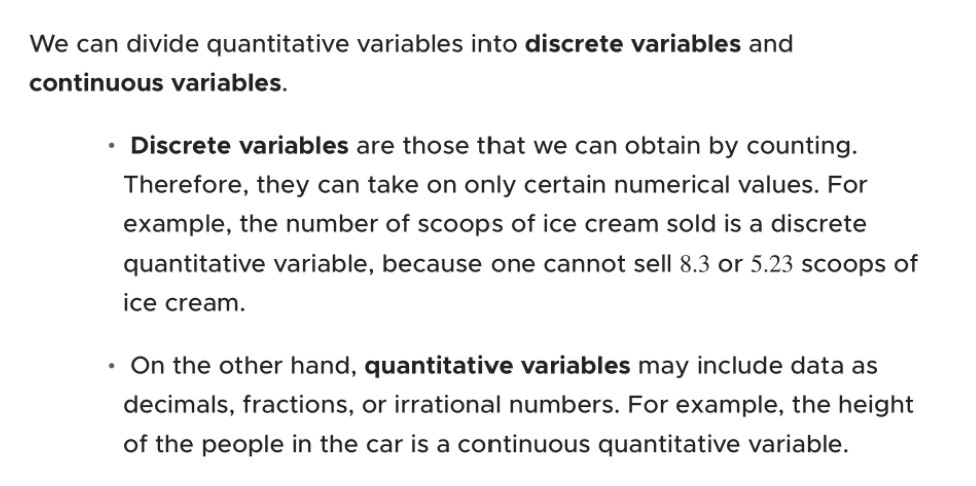 We can divide quantitative variables into discrete variables and
continuous variables.
• Discrete variables are those that we can obtain by counting.
Therefore, they can take on only certain numerical values. For
example, the number of scoops of ice cream sold is a discrete
quantitative variable, because one cannot sell 8.3 or 5.23 scoops of
ice cream.
• On the other hand, quantitative variables may include data as
decimals, fractions, or irrational numbers. For example, the height
of the people in the car is a continuous quantitative variable.